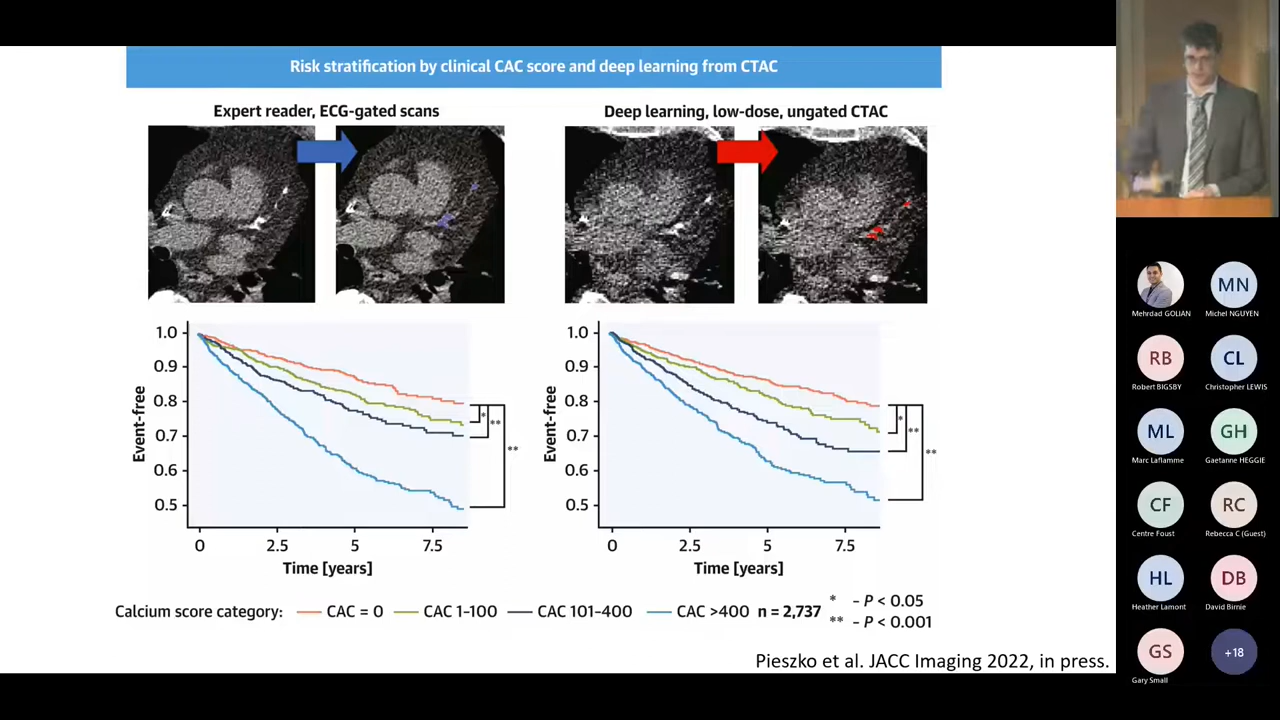 Risk stratification by clinical CAC score and deep learning from CTAC
Expert reader, ECG-gated scans
Deep learning, low-dose, ungated CTAC
Event-free
1.0
0.9
0.8
0.7
0.6
0.5
*
**
**
0
2.5
5
7.5
Time [years]
Event-free
1.0
0.9
0.8
0.7
0.6
0.5
*
**
**
0
2.5
5
7.5
Time [years]
Calcium score category: CAC = 0 CAC 1-100 CAC 101-400 CAC >400 n = 2,737
* - P < 0.05
** - P < 0.001
Pieszko et al. JACC Imaging 2022, in press.
Mehrdad GOLIAN
MN
Michel NGUYEN
RB
Robert BIGSBY
CL
Christopher LEWIS
ML
Marc Laflamme
GH
Gaetanne HEGGIE
CF
Centre Foust
RC
Rebecca C (Guest)
HL
Heather Lamont
DB
David Birnie
GS
Gary Small
+18